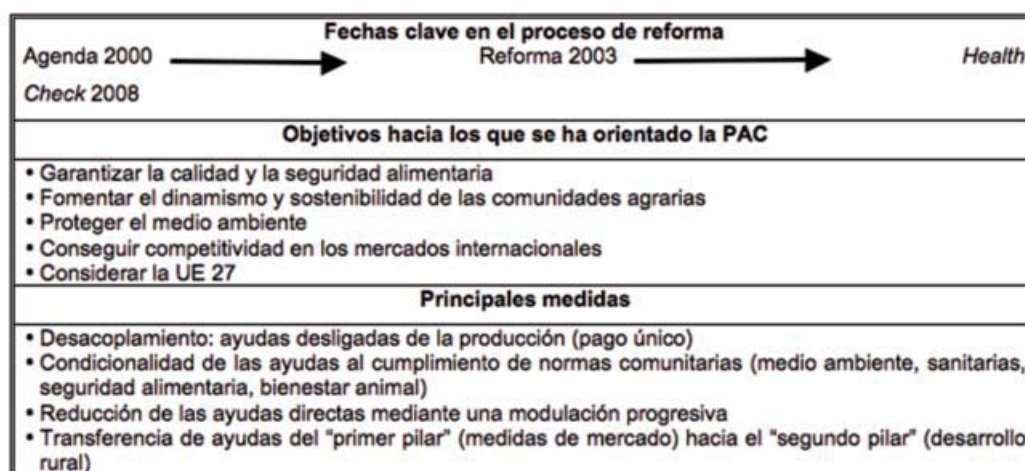 Fechas clave en el proceso de reforma
Agenda 2000 Reforma 2003 Health
Check 2008
Objetivos hacia los que se ha orientado la PAC
• Garantizar la calidad y la seguridad alimentaria
• Fomentar el dinamismo y sostenibilidad de las comunidades agrarias
• Proteger el medio ambiente
• Conseguir competitividad en los mercados internacionales
• Considerar la UE 27
Principales medidas
• Desacoplamiento: ayudas desligadas de la producción (pago único)
• Condicionalidad de las ayudas al cumplimiento de normas comunitarias (medio ambiente, sanitarias,
seguridad alimentaria, bienestar animal)
• Reducción de las ayudas directas mediante una modulación progresiva
• Transferencia de ayudas del "primer pilar" (medidas de mercado) hacia el "segundo pilar" (desarrollo
rural)